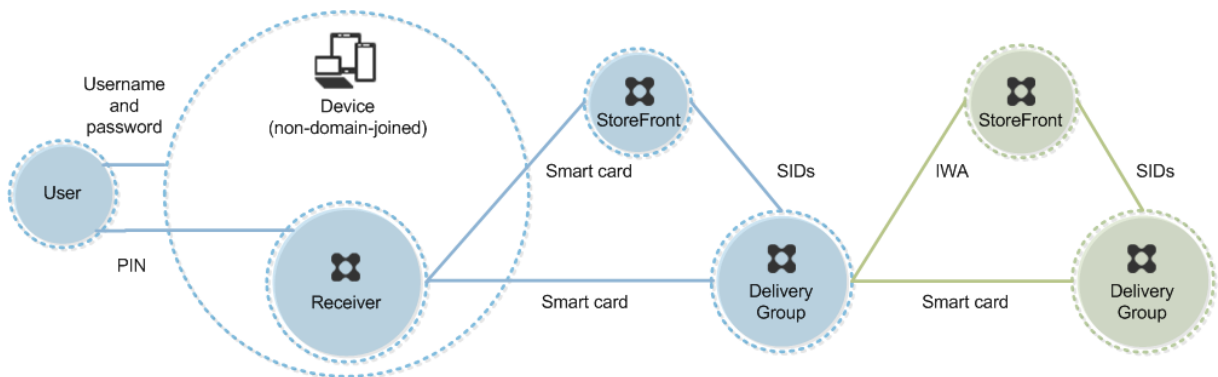 Username
and
password
User
PIN
Device
(non-domain-joined)
Receiver
StoreFront
Smart card
SIDs
Smart card
Delivery
Group
StoreFront
IWA
SIDs
Smart card
Delivery
Group